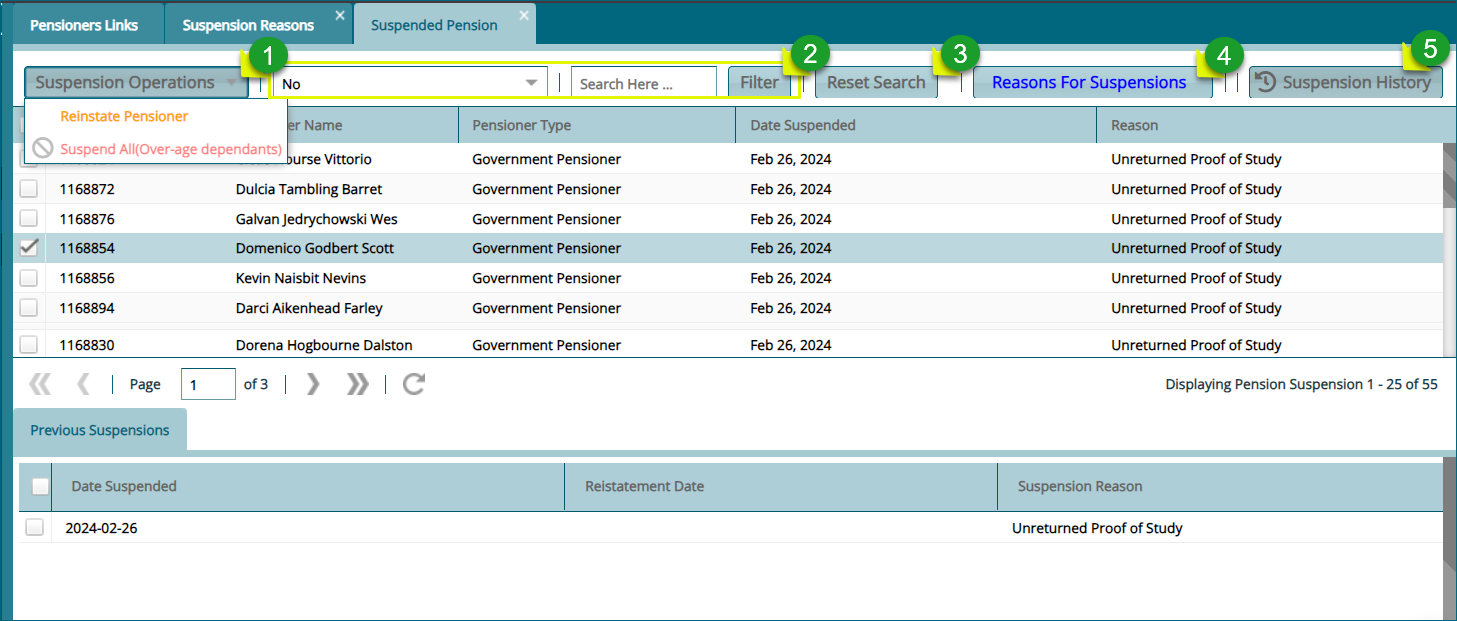 Pensioners Links Suspension Reasons Suspended Pension
1 2 3 4 5
Suspension Operations No Search Here ... Filter Reset Search Reasons For Suspensions Suspension History
Reinstate Pensioner
Suspend All(Over-age dependants)
Name Pensioner Type Date Suspended Reason
Vittorio Government Pensioner Feb 26, 2024 Unreturned Proof of Study
1168872 Dulcia Tambling Barret Government Pensioner Feb 26, 2024 Unreturned Proof of Study
1168876 Galvan Jedrychowski Wes Government Pensioner Feb 26, 2024 Unreturned Proof of Study
1168854 Domenico Godbert Scott Government Pensioner Feb 26, 2024 Unreturned Proof of Study
1168856 Kevin Naisbit Nevins Government Pensioner Feb 26, 2024 Unreturned Proof of Study
1168894 Darci Aikenhead Farley Government Pensioner Feb 26, 2024 Unreturned Proof of Study
1168830 Dorena Hogbourne Dalston Government Pensioner Feb 26, 2024 Unreturned Proof of Study
Page 1 of 3 Displaying Pension Suspension 1 - 25 of 55
Previous Suspensions
Date Suspended Reistatement Date Suspension Reason
2024-02-26 Unreturned Proof of Study